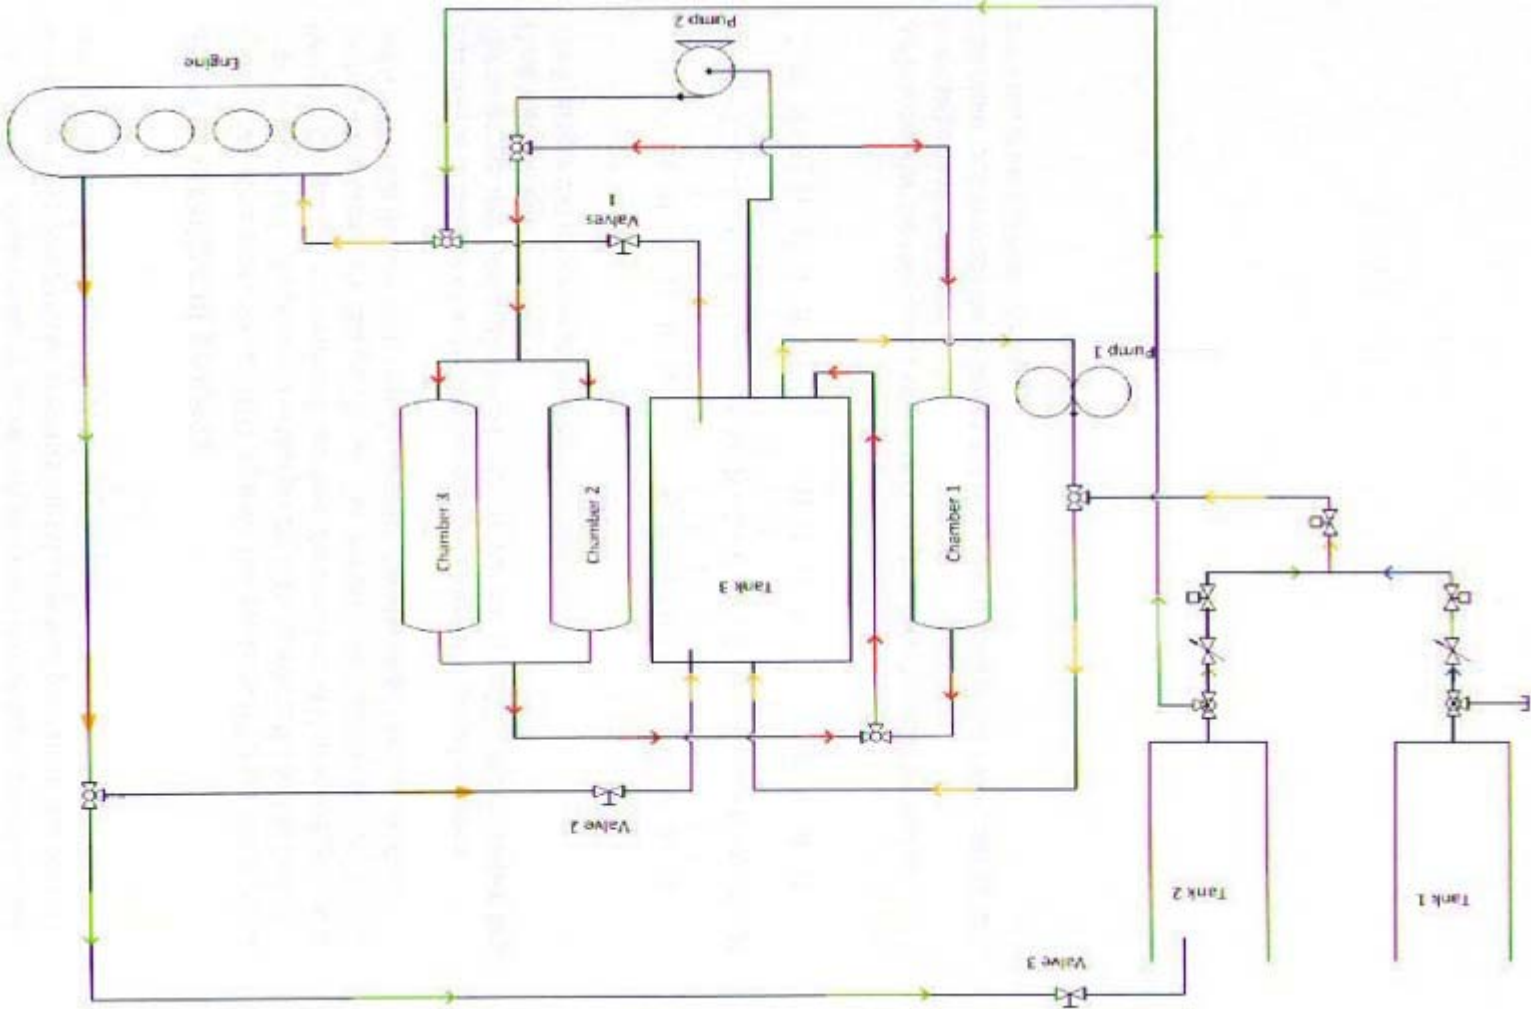 Tank 1
Tank 2
Valve 3
Pump 1
Valve 2
Tank 3
Chamber 1
Chamber 2
Chamber 3
Valves
1
Pump 2
Engine